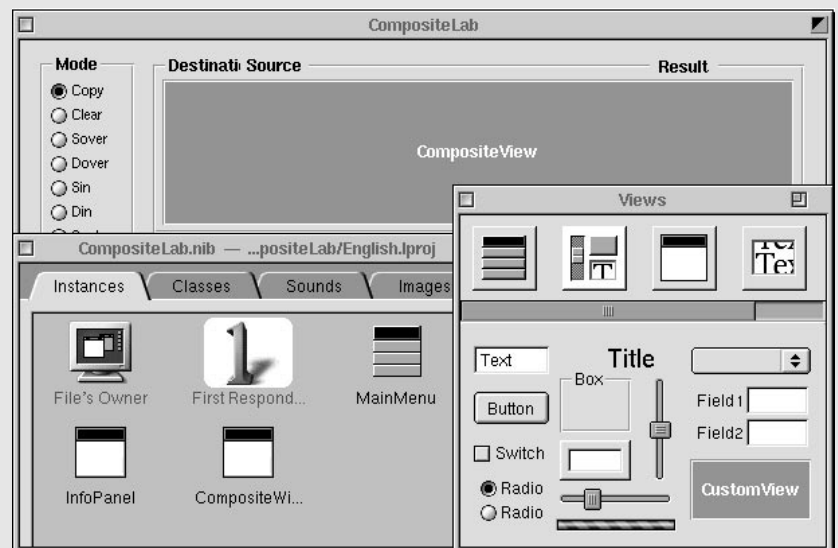 CompositeLab
Mode
Destinati Source
Result
Copy
Clear
Sover
Dover
Sin
Din
CompositeView
CompositeLab.nib — ...positeLab/English.lproj
Instances Classes Sounds Images
File's Owner First Respond... MainMenu
InfoPanel CompositeWi...
Views
T
Text
Text Title
Box
Button
Field1
Field2
Switch
Radio
Radio
CustomView